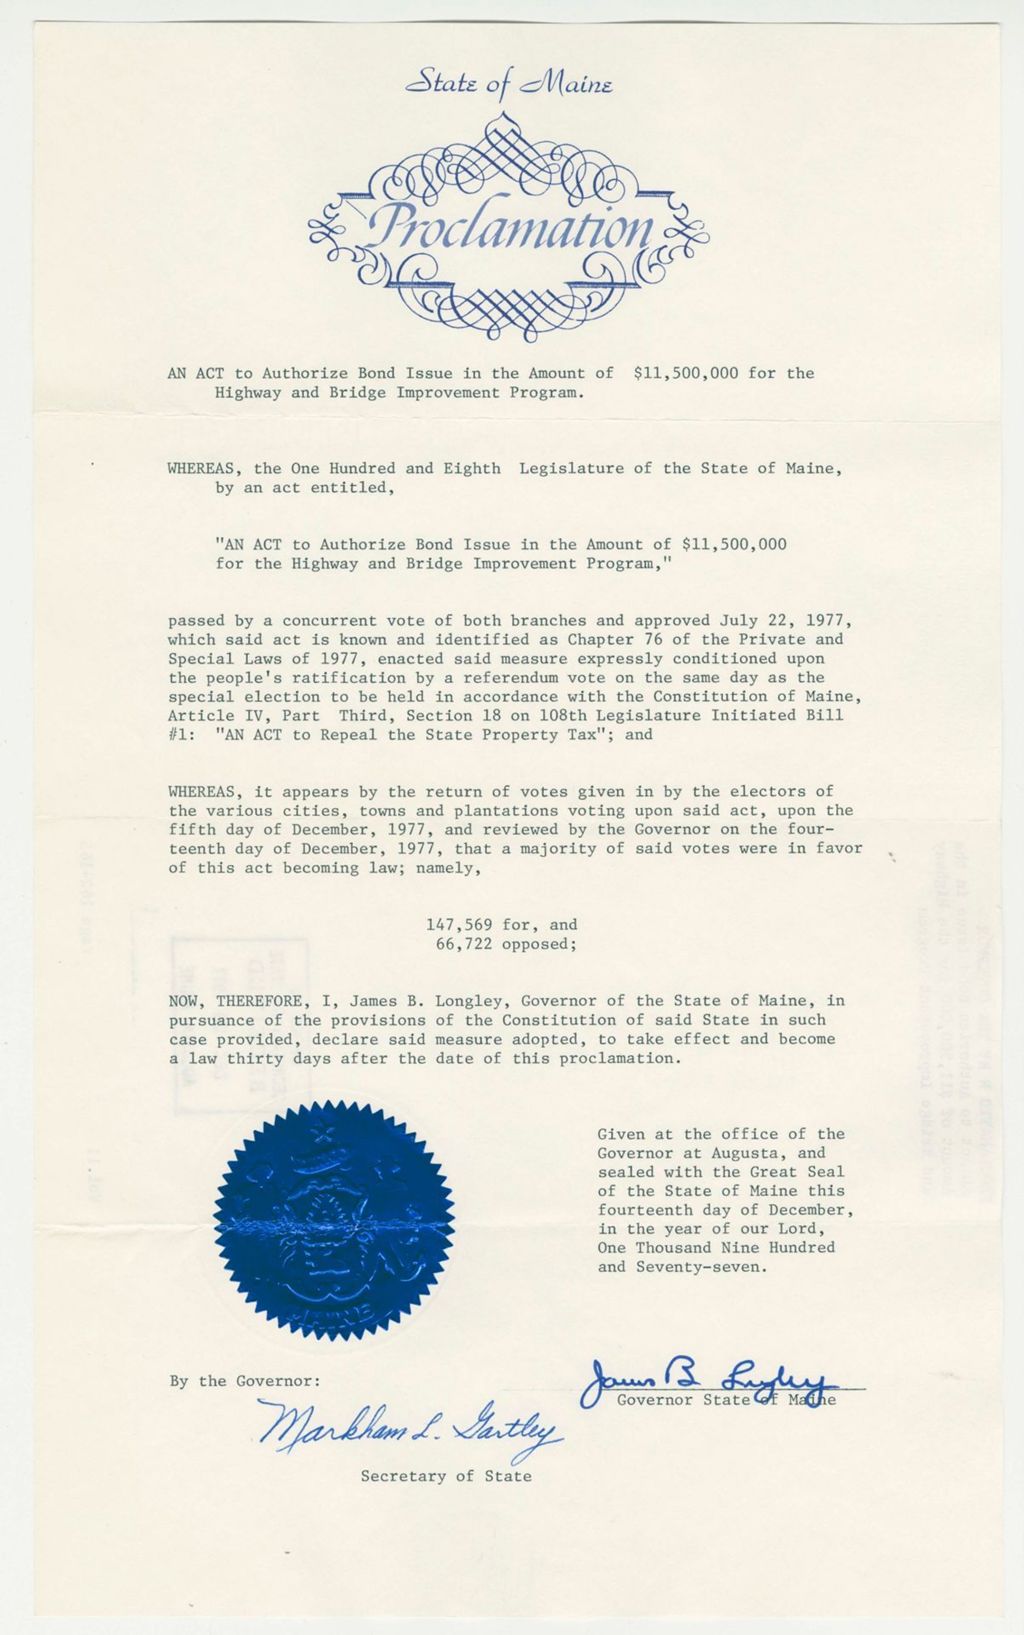 State of Maine
Proclamation
AN ACT to Authorize Bond Issue in the Amount of $11,500,000 for the
Highway and Bridge Improvement Program.
WHEREAS, the One Hundred and Eighth Legislature of the State of Maine,
by an act entitled,
"AN ACT to Authorize Bond Issue in the Amount of $11,500,000
for the Highway and Bridge Improvement Program,"
passed by a concurrent vote of both branches and approved July 22, 1977,
which said act is known and identified as Chapter 76 of the Private and
Special Laws of 1977, enacted said measure expressly conditioned upon
the people's ratification by a referendum vote on the same day as the
special election to be held in accordance with the Constitution of Maine,
Article IV, Part Third, Section 18 on 108th Legislature Initiated Bill
#1: "AN ACT to Repeal the State Property Tax"; and
WHEREAS, it appears by the return of votes given in by the electors of
the various cities, towns and plantations voting upon said act, upon the
fifth day of December, 1977, and reviewed by the Governor on the four-
teenth day of December, 1977, that a majority of said votes were in favor
of this act becoming law; namely,
147,569 for, and
66,722 opposed;
NOW, THEREFORE, I, James B. Longley, Governor of the State of Maine, in
pursuance of the provisions of the Constitution of said State in such
case provided, declare said measure adopted, to take effect and become
a law thirty days after the date of this proclamation.
Given at the office of the
Governor at Augusta, and
sealed with the Great Seal
of the State of Maine this
fourteenth day of December,
in the year of our Lord,
One Thousand Nine Hundred
and Seventy-seven.
MAINE
By the Governor:
James B Longley
Governor State of Maine
Markham L. Gartley
Secretary of State